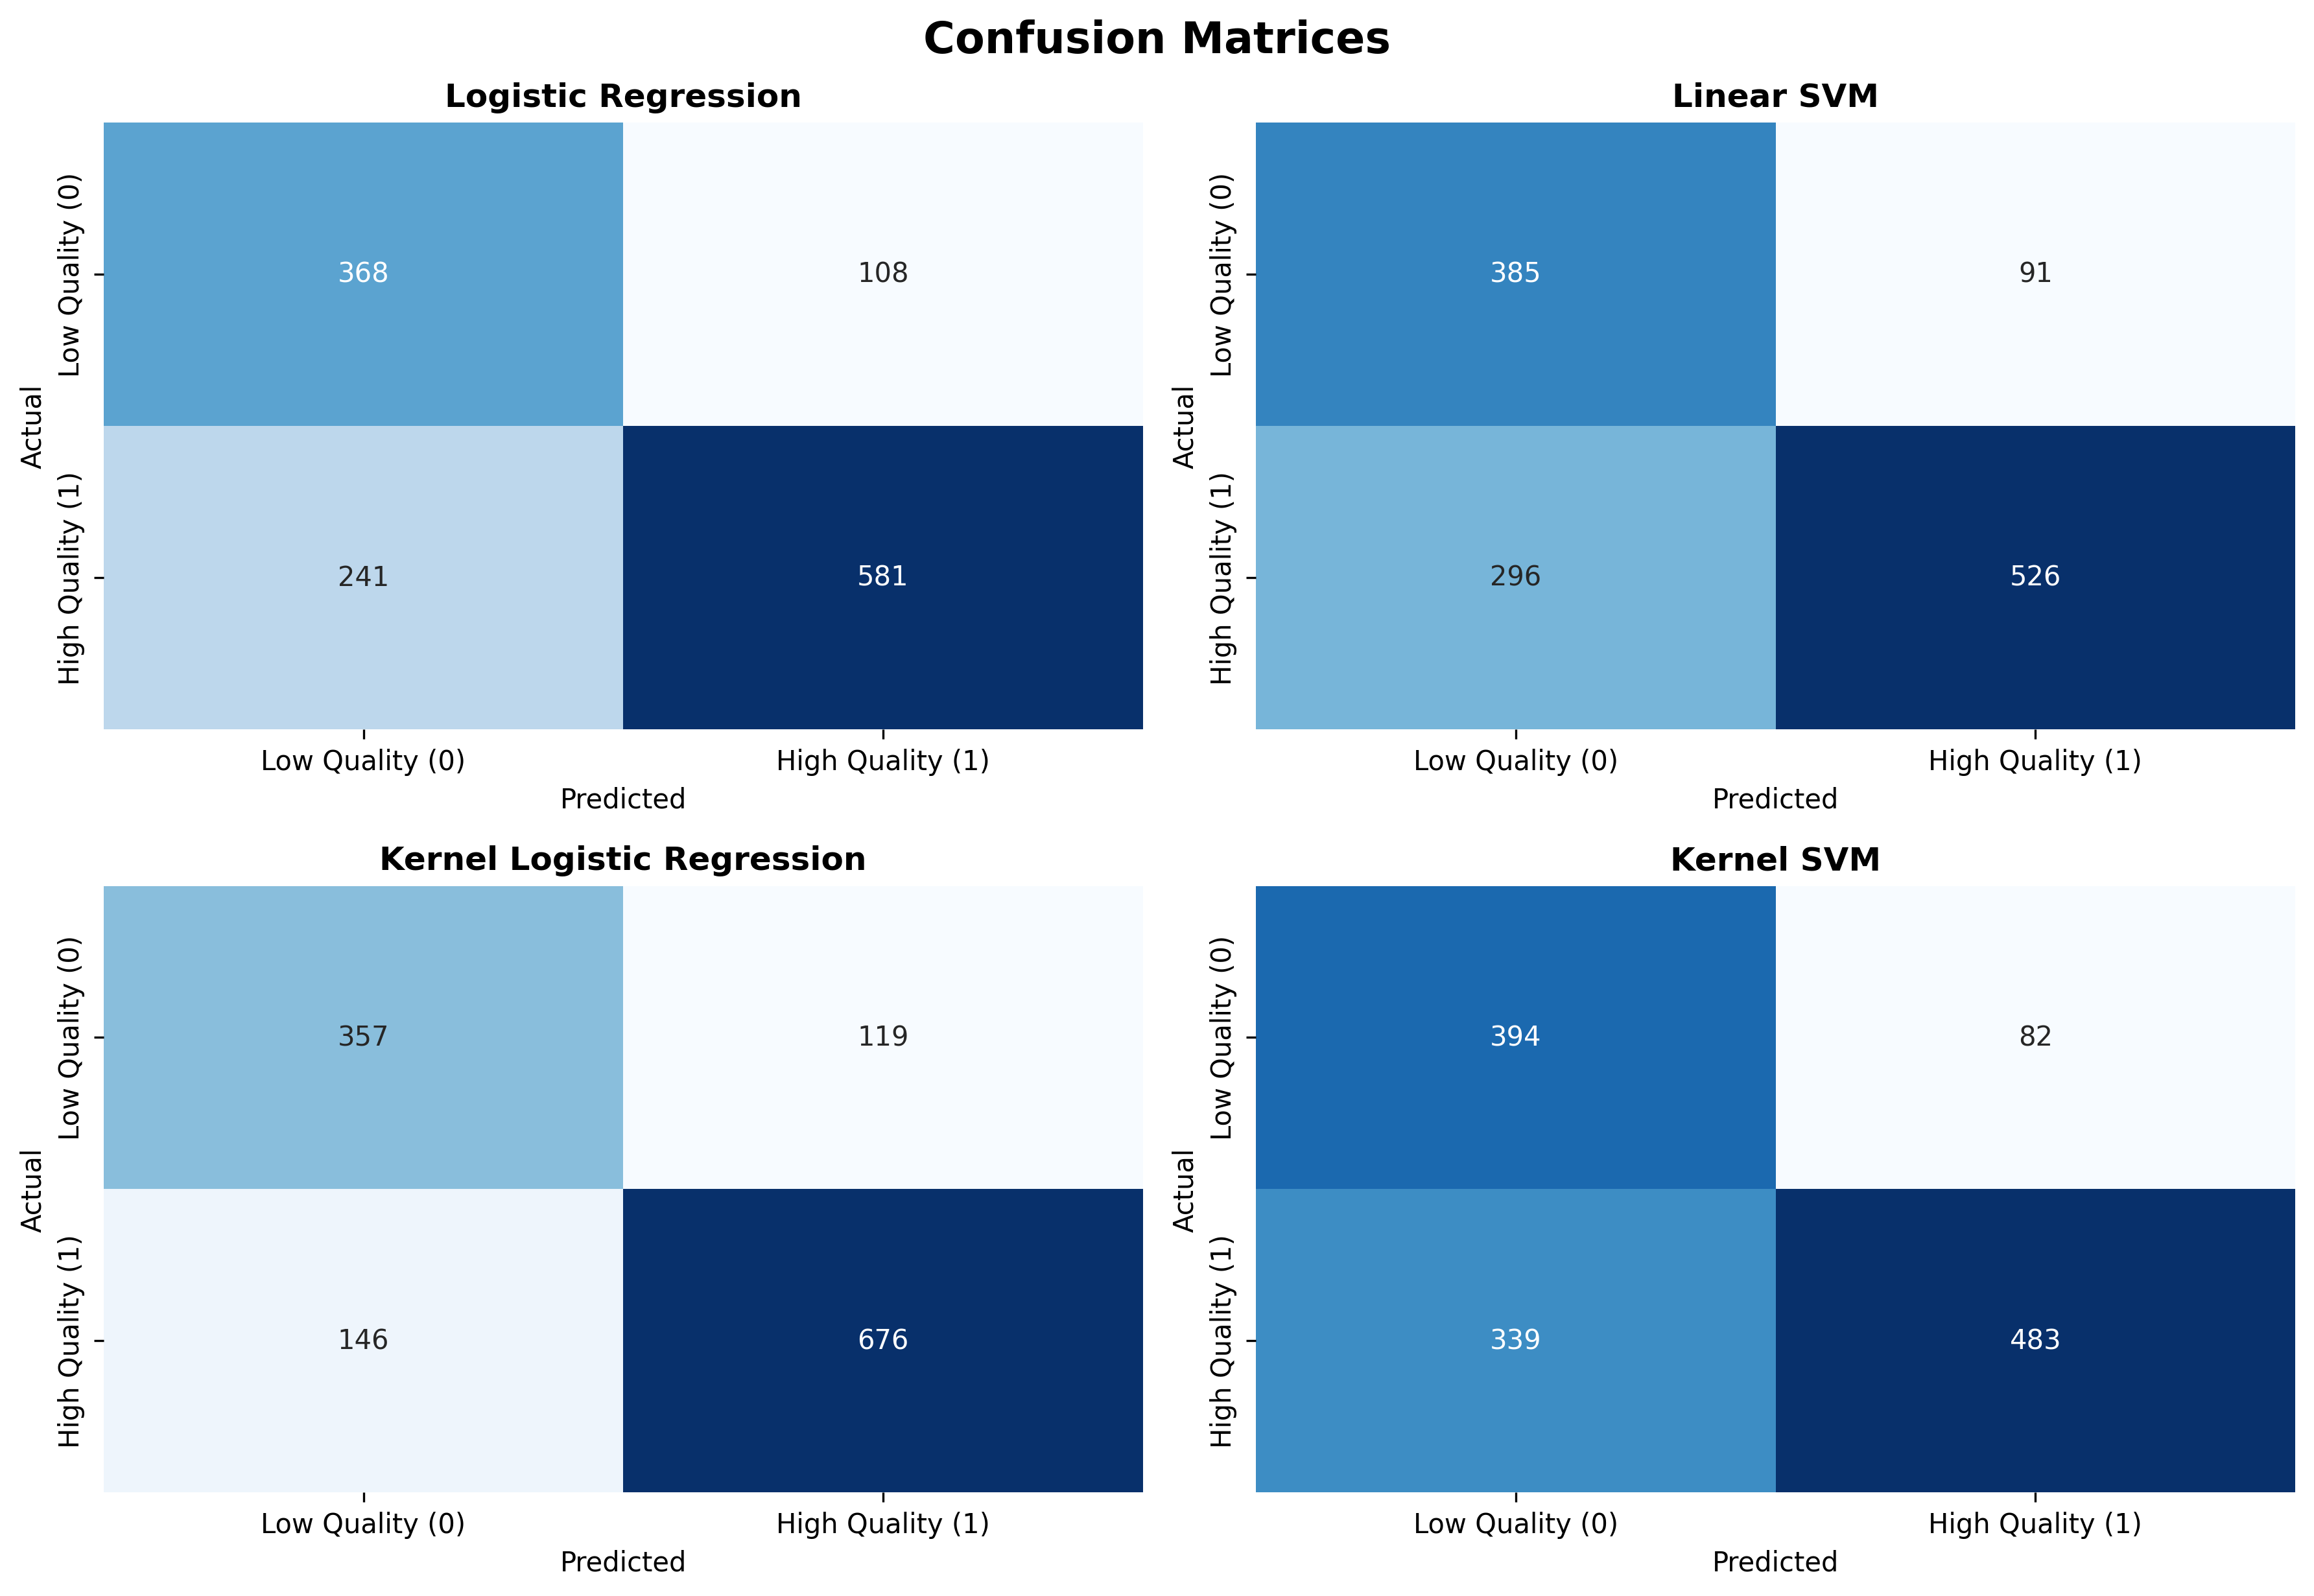 Confusion Matrices
Logistic Regression
Actual
Low Quality (0)
368
108
High Quality (1)
241
581
Low Quality (0)
High Quality (1)
Predicted
Linear SVM
Actual
Low Quality (0)
385
91
High Quality (1)
296
526
Low Quality (0)
High Quality (1)
Predicted
Kernel Logistic Regression
Actual
Low Quality (0)
357
119
High Quality (1)
146
676
Low Quality (0)
High Quality (1)
Predicted
Kernel SVM
Actual
Low Quality (0)
394
82
High Quality (1)
339
483
Low Quality (0)
High Quality (1)
Predicted